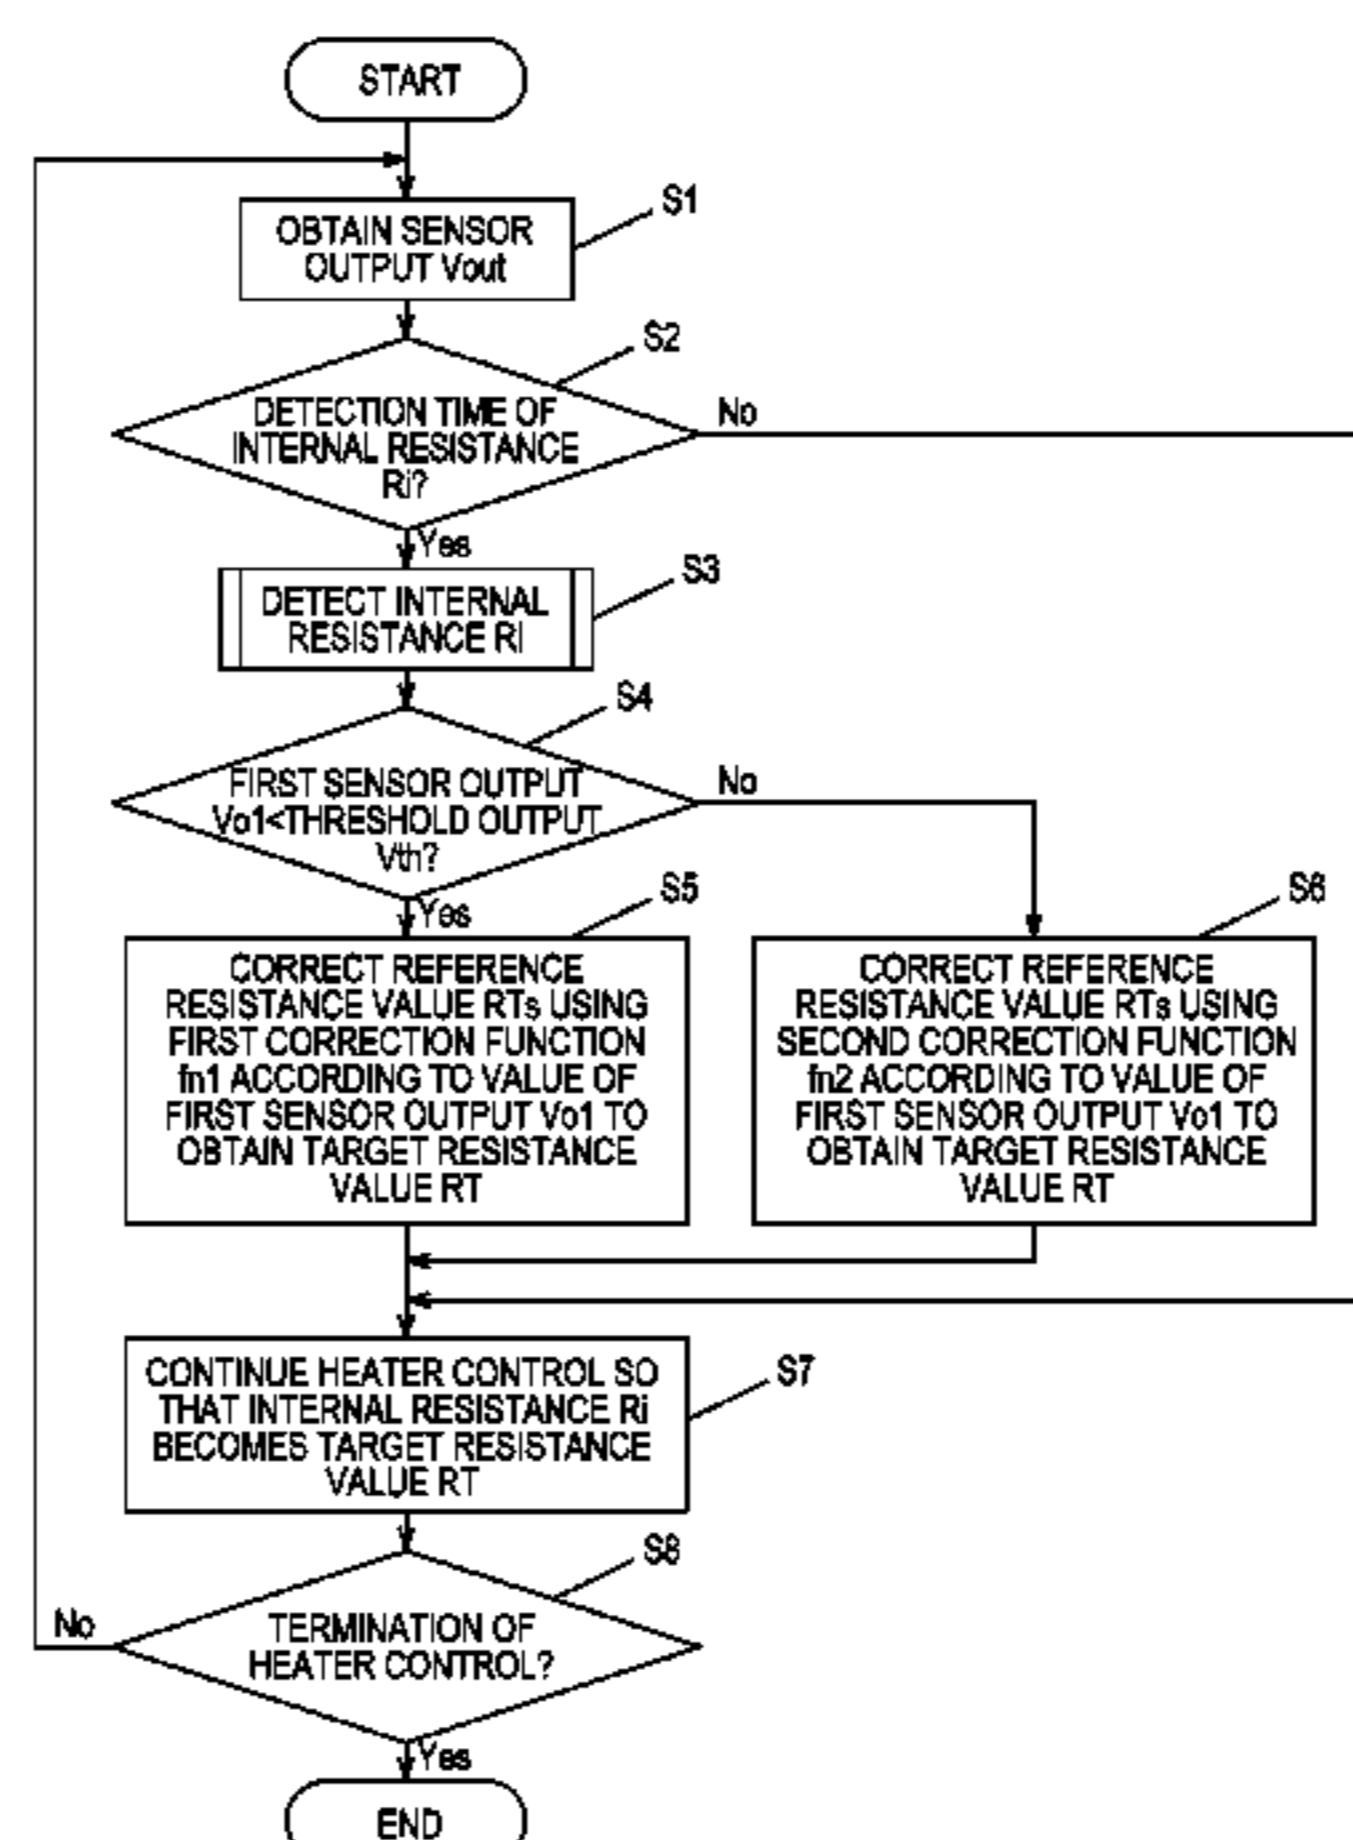 START
S1
OBTAIN SENSOR
OUTPUT Vout
S2
DETECTION TIME OF
INTERNAL RESISTANCE
Ri?
No
Yes
S3
DETECT INTERNAL
RESISTANCE Ri
S4
FIRST SENSOR OUTPUT
Vo1<THRESHOLD OUTPUT
Vth?
No
Yes
S5
CORRECT REFERENCE
RESISTANCE VALUE RTs USING
FIRST CORRECTION FUNCTION
fn1 ACCORDING TO VALUE OF
FIRST SENSOR OUTPUT Vo1 TO
OBTAIN TARGET RESISTANCE
VALUE RT
S6
CORRECT REFERENCE
RESISTANCE VALUE RTs USING
SECOND CORRECTION FUNCTION
fn2 ACCORDING TO VALUE OF
FIRST SENSOR OUTPUT Vo1 TO
OBTAIN TARGET RESISTANCE
VALUE RT
S7
CONTINUE HEATER CONTROL SO
THAT INTERNAL RESISTANCE Ri
BECOMES TARGET RESISTANCE
VALUE RT
S8
TERMINATION OF
HEATER CONTROL?
No
Yes
END